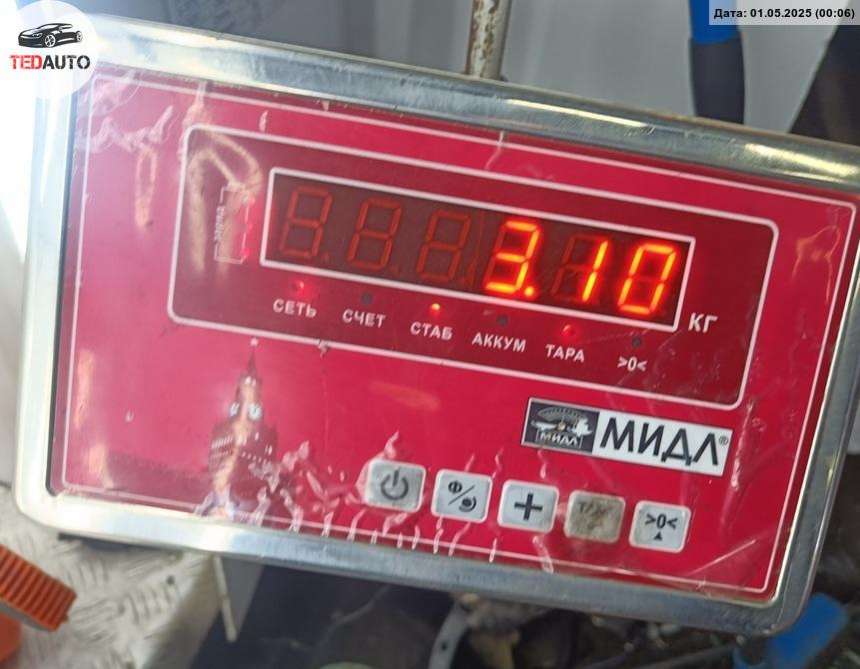 Дата: 01.05.2025 (00:06)
TEDAUTO
3.10
КГ
СЕТЬ СЧЕТ СТАБ АККУМ ТАРА >0<
МИДЛ МИДЛ®
>0<